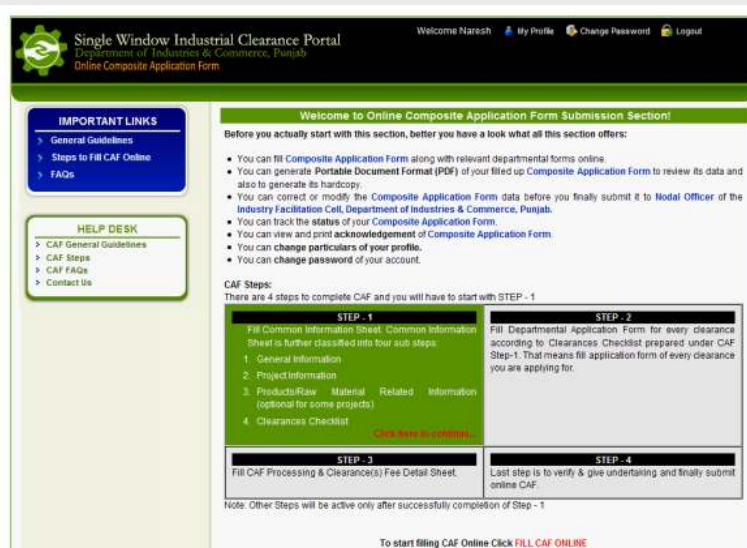 Single Window Industrial Clearance Portal
Department of Industries & Commerce, Punjab
Online Composite Application Form
Welcome Naresh My Profile Change Password Logout
IMPORTANT LINKS
General Guidelines
Steps to Fill CAF Online
FAQs
HELP DESK
CAF General Guidelines
CAF Steps
CAF FAQs
Contact Us
Welcome to Online Composite Application Form Submission Section!
Before you actually start with this section, better you have a look what all this section offers:
You can fill Composite Application Form along with relevant departmental forms online.
You can generate Portable Document Format (PDF) of your filled up Composite Application Form to review its data and
also to generate its hardcopy.
You can correct or modify the Composite Application Form data before you finally submit it to Nodal Officer of the
Industry Facilitation Cell, Department of Industries & Commerce, Punjab.
You can track the status of your Composite Application Form.
You can view and print acknowledgement of Composite Application Form.
You can change particulars of your profile.
You can change password of your account.
CAF Steps:
There are 4 steps to complete CAF and you will have to start with STEP - 1
STEP - 1
Fill Common Information Sheet. Common Information
Sheet is further classified into four sub steps:
1. General Information
2. Project Information
3. Products/Raw Material Related Information
(optional for some projects)
4. Clearances Checklist
Click here to continue...
STEP - 2
Fill Departmental Application Form for every clearance
according to Clearances Checklist prepared under CAF
Step-1. That means fill application form of every clearance
you are applying for.
STEP - 3
Fill CAF Processing & Clearance(s) Fee Detail Sheet.
STEP - 4
Last step is to verify & give undertaking and finally submit
online CAF.
Note: Other Steps will be active only after successfully completion of Step - 1
To start filling CAF Online Click FILL CAF ONLINE